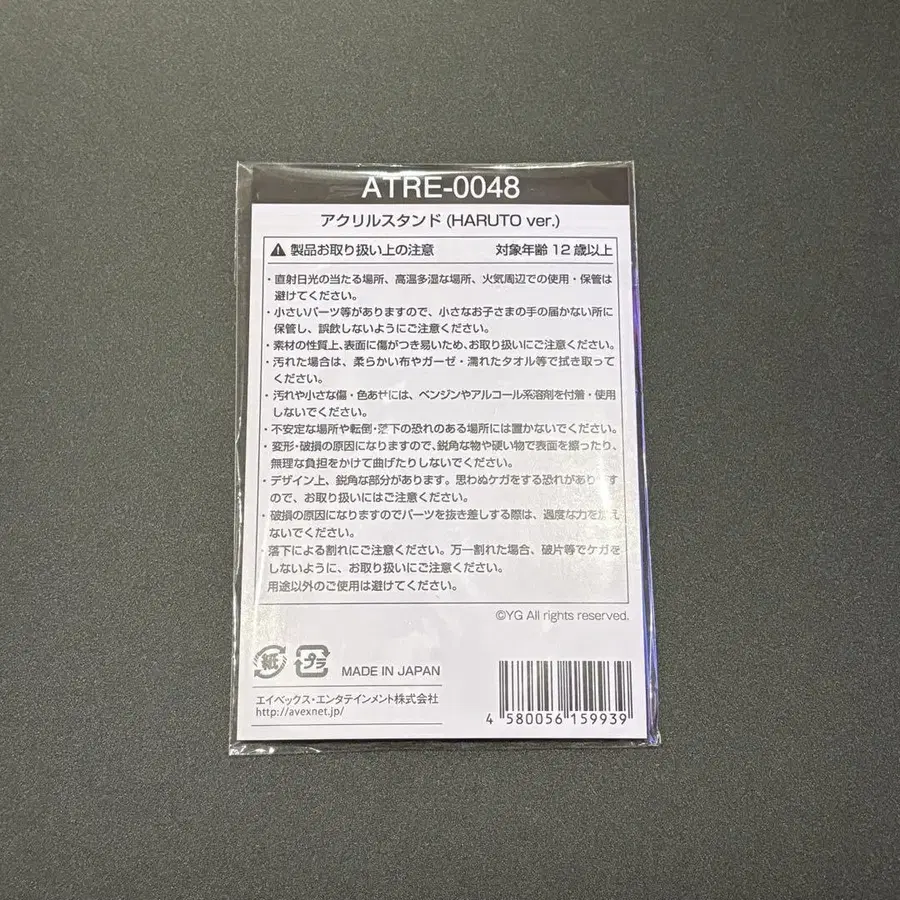 ATRE-0048
アクリルスタンド (HARUTO ver.)
⚠ 製品お取り扱い上の注意 対象年齢 12 歳以上
・直射日光の当たる場所、高温多湿な場所、火気周辺での使用・保管は
避けてください。
・小さいパーツ等がありますので、小さなお子さまの手の届かない所に
保管し、誤飲しないようにご注意ください。
・素材の性質上、表面に傷がつき易いため、お取り扱いにご注意ください。
・汚れた場合は、柔らかい布やガーゼ・濡れたタオル等で拭き取って
ください。
・汚れや小さな傷・色あせには、ベンジンやアルコール系溶剤を付着・使用
しないでください。
・不安定な場所や転倒・落下の恐れのある場所には置かないでください。
・変形・破損の原因になりますので、鋭角な物や硬い物で表面を擦ったり、
無理な負担をかけて曲げたりしないでください。
・デザイン上、鋭角な部分があります。思わぬケガをする恐れがありますの
で、お取り扱いにはご注意ください。
・破損の原因になりますのでパーツを抜き差しする際は、過度な力を加え
ないでください。
・落下による割れにご注意ください。万一割れた場合、破片等でケガを
しないように、お取り扱いにご注意ください。
用途以外のご使用は避けてください。
©YG All rights reserved.
紙 プラ MADE IN JAPAN
エイベックス・エンタテインメント株式会社
http://avexnet.jp/
4 580056 159939